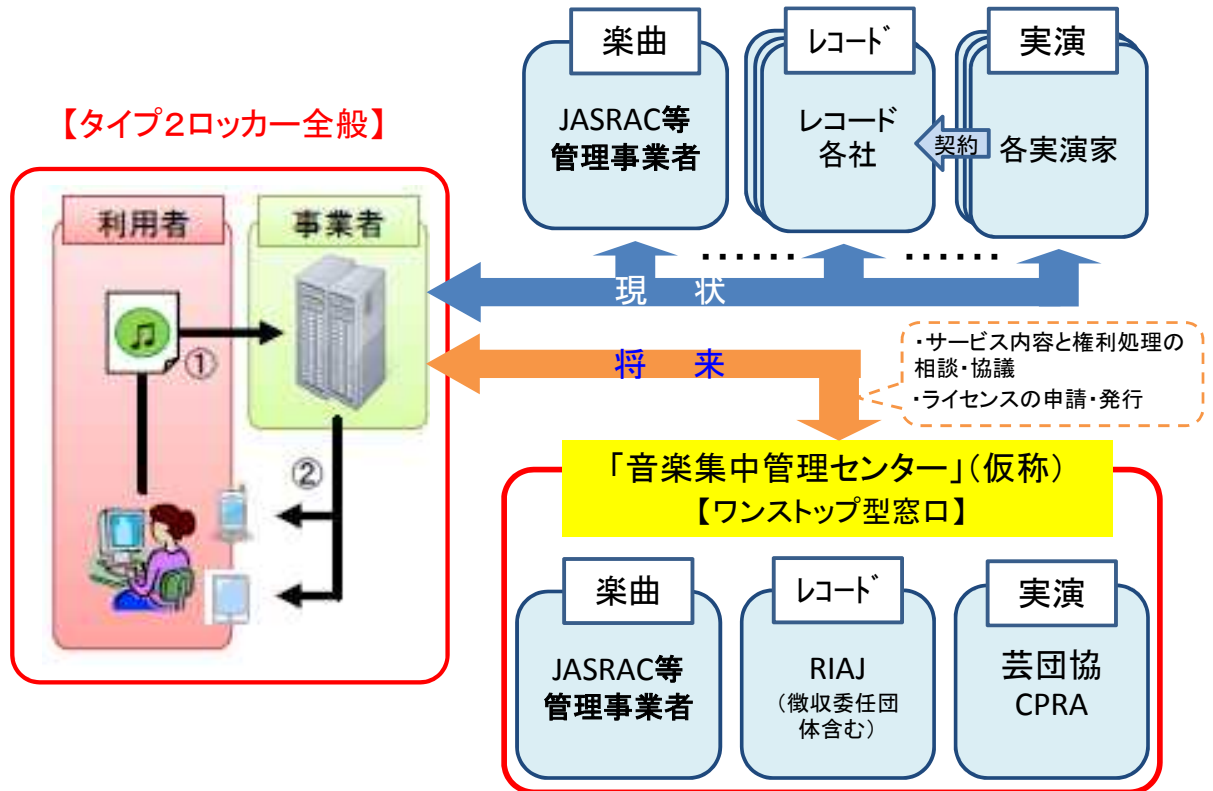 楽曲
JASRAC等
管理事業者
レコード
レコード
各社
契約
実演
各実演家
【タイプ2ロッカー全般】
利用者
事業者
①
②
‥‥‥
‥‥‥
現 状
将 来
・サービス内容と権利処理の
相談・協議
・ライセンスの申請・発行
「音楽集中管理センター」(仮称)
【ワンストップ型窓口】
楽曲
JASRAC等
管理事業者
レコード
RIAJ
(徴収委任団
体含む)
実演
芸団協
CPRA